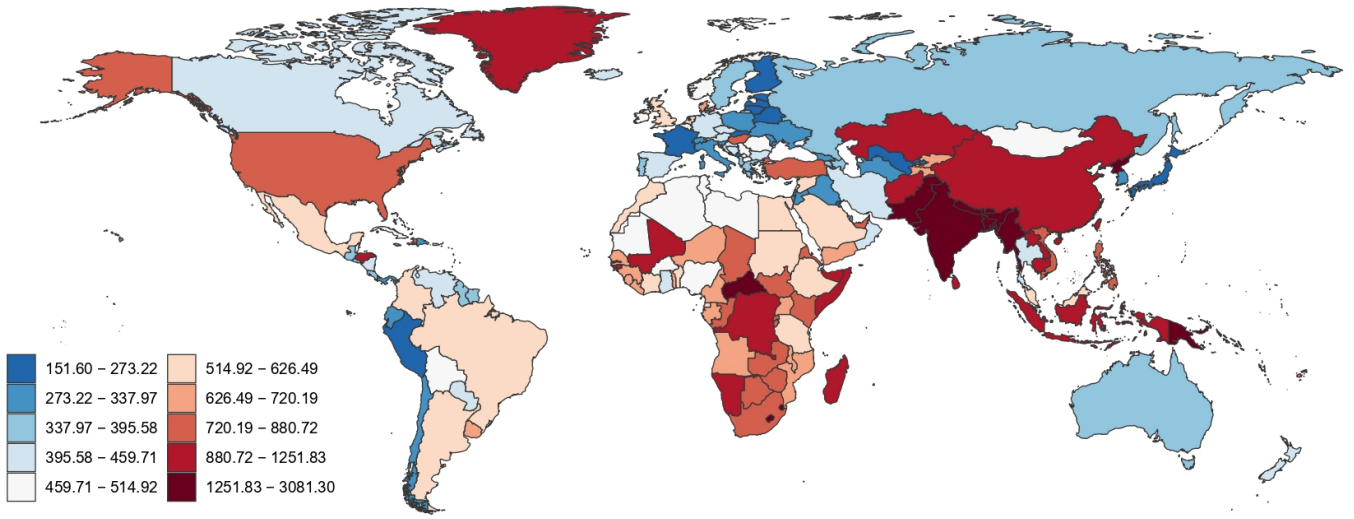 151.60 – 273.22
273.22 – 337.97
337.97 – 395.58
395.58 – 459.71
459.71 – 514.92
514.92 – 626.49
626.49 – 720.19
720.19 – 880.72
880.72 – 1251.83
1251.83 – 3081.30